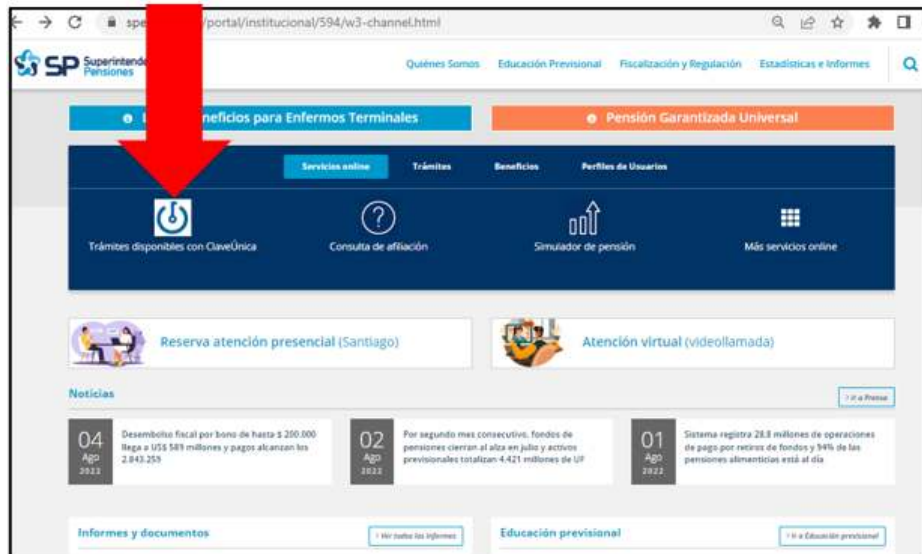 spe /portal/institucional/594/w3-channel.html
SP Superintend
Pensiones
Quiénes Somos Educación Previsional Fiscalización y Regulación Estadísticas e Informes
neficios para Enfermos Terminales
Pensión Garantizada Universal
Servicios online Trámites Beneficios Perfiles de Usuarios
Trámites disponibles con ClaveÚnica
Consulta de afiliación
Simulador de pensión
Más servicios online
Reserva atención presencial (Santiago)
Atención virtual (videollamada)
Noticias
Ir a Prensa
04
Ago
2022
Desembolso fiscal por bono de hasta $ 200.000
llega a US$ 589 millones y pagos alcanzan los
2.843.259
02
Ago
2022
Por segundo mes consecutivo, fondos de
pensiones cierran al alza en julio y activos
previsionales totalizan 4.421 millones de UF
01
Ago
2022
Sistema registra 28,8 millones de operaciones
de pago por retiros de fondos y 94% de las
pensiones alimenticias está al día
Informes y documentos
Ver todos los informes
Educación previsional
Ir a Educación previsional